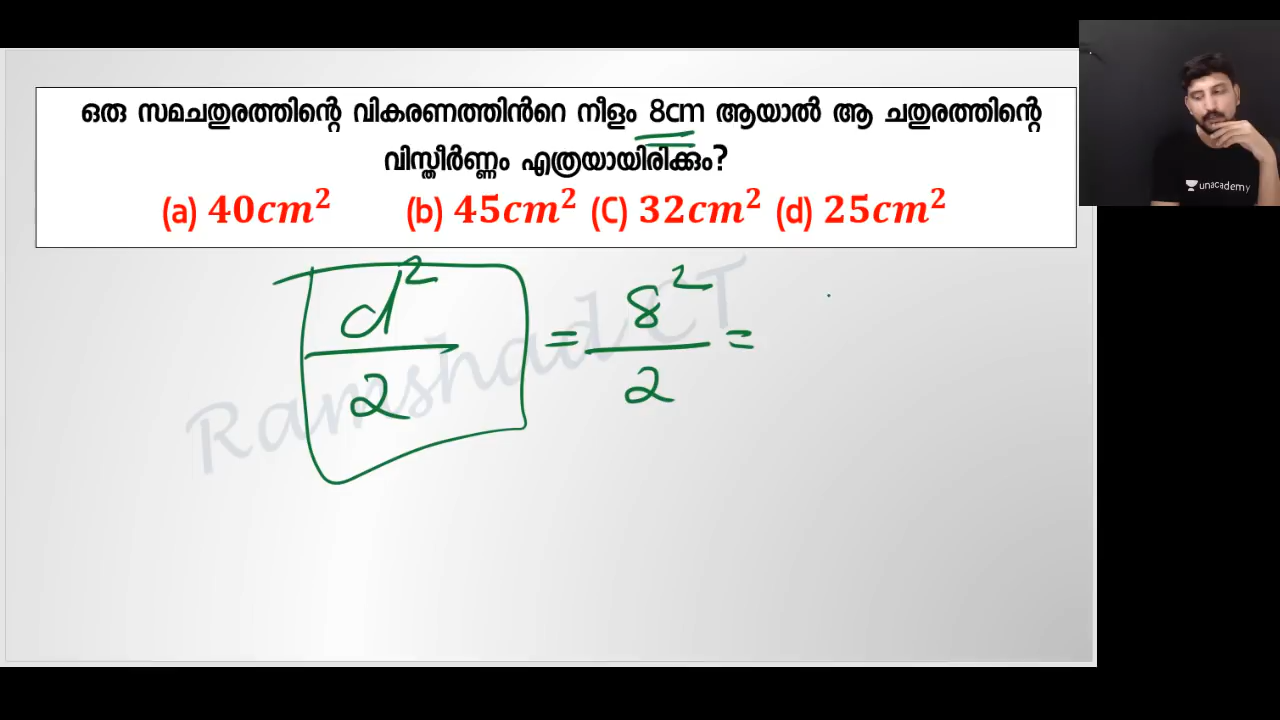 ഒരു സമചതുരത്തിന്റെ വികരണത്തിൻറെ നീളം 8cm ആയാൽ ആ ചതുരത്തിന്റെ
വിസ്തീർണ്ണം എത്രയായിരിക്കും?
(a) 40cm² (b) 45cm² (C) 32cm² (d) 25cm²
d²/2 = 8²/2 =
Ramshad CT
unacademy